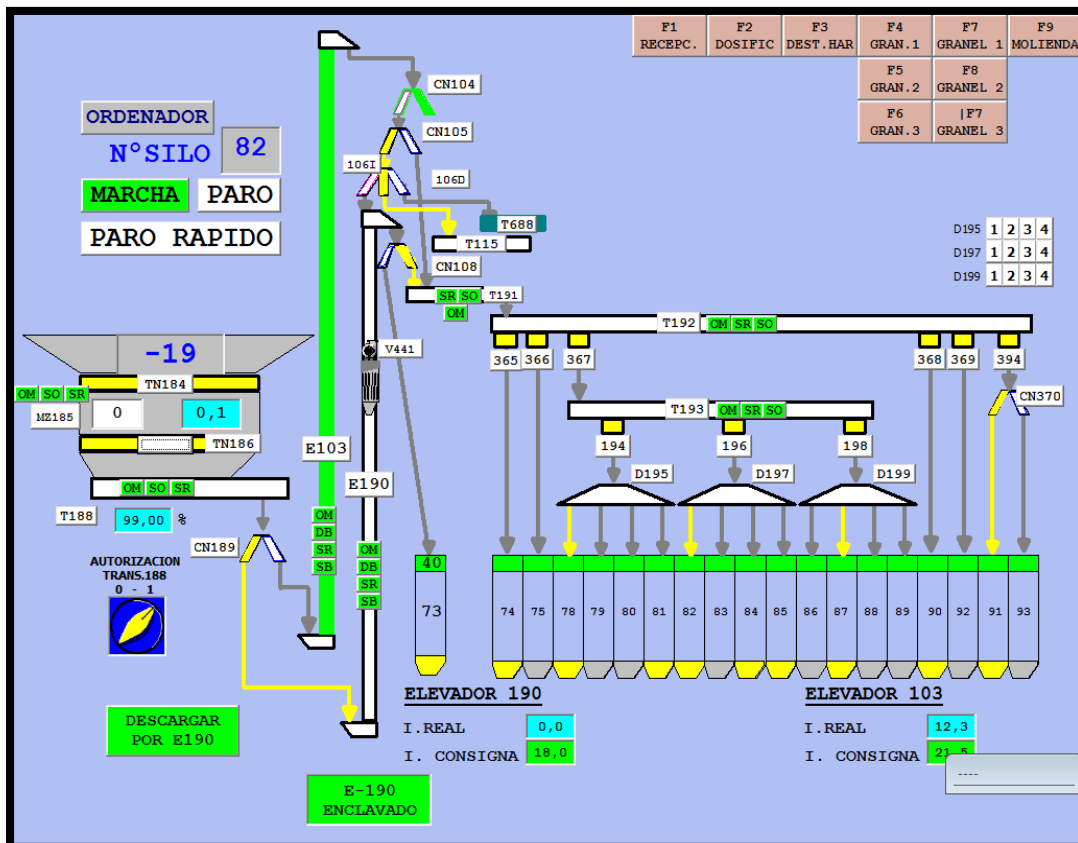 F1 RECEPC.
F2 DOSIFIC
F3 DEST.HAR
F4 GRAN.1
F7 GRANEL 1
F9 MOLIENDA
F5 GRAN.2
F8 GRANEL 2
F6 GRAN.3
|F7 GRANEL 3
ORDENADOR
N°SILO 82
MARCHA PARO
PARO RAPIDO
CN104
CN105
106I
106D
T688
T115
CN108
SR SO T191
OM
D195 1 2 3 4
D197 1 2 3 4
D199 1 2 3 4
T192 OM SR SO
365 366 367 368 369 394
V441
CN370
-19
TN184
OM SO SR
MZ185
0 0,1
TN186
OM SO SR
T188 99,00 %
T193 OM SR SO
194 196 198
D195 D197 D199
E103
E190
OM
DB
SR
SB
OM
DB
SR
SB
CN189
AUTORIZACION
TRANS.188
0 - 1
40
73 74 75 78 79 80 81 82 83 84 85 86 87 88 89 90 92 91 93
DESCARGAR
POR E190
ELEVADOR 190
I.REAL 0,0
I. CONSIGNA 18,0
ELEVADOR 103
I.REAL 12,3
I. CONSIGNA 21,5
----
E-190
ENCLAVADO